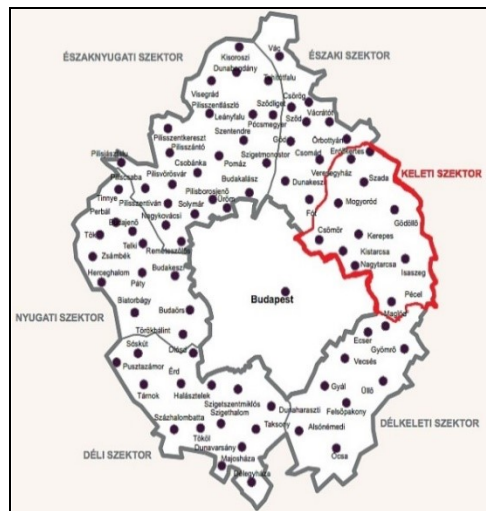 Vác
Kisoroszi
ÉSZAKNYUGATI SZEKTOR
ÉSZAKI SZEKTOR
Dunabogdány
Tahitótfalu
Visegrád
Csörög
Pilisszentlászló
Sződliget
Vácrátót
Leányfalu
Pócsmegyer
Sződ
Pilisszentkereszt
Szentendre
Őrbottyán
Pilisszántó
Göd
Csomád
Erdőkertes
Csobánka
Pomáz
Szigetmonostor
Veresegyház
Piliscsaba
Pilisvörösvár
KELETI SZEKTOR
Budakalász
Dunakeszi
Szada
Tinnye
Pilisszentiván
Pilisborosjenő
Solymár
Üröm
Perbál
Nagykovácsi
Fót
Mogyoród
Gödöllő
Budajenő
Tök
Telki
Remeteszőlős
Csömör
Kerepes
Zsámbék
Kistarcsa
Budakeszi
Nagytarcsa
Isaszeg
Herceghalom
Páty
Budapest
Pécel
Biatorbágy
Budaörs
Maglód
NYUGATI SZEKTOR
Törökbálint
Ecser
Sóskút
Diósd
Gyömrő
Vecsés
Pusztazámor
Érd
Gyál
Üllő
Tárnok
Halásztelek
Szigetszentmiklós
Felsőpakony
Százhalombatta
Szigethalom
Dunaharaszti
Taksony
Alsónémedi
DÉLKELETI SZEKTOR
Tököl
Dunavarsány
Ócsa
DÉLI SZEKTOR
Majosháza
Délegyháza